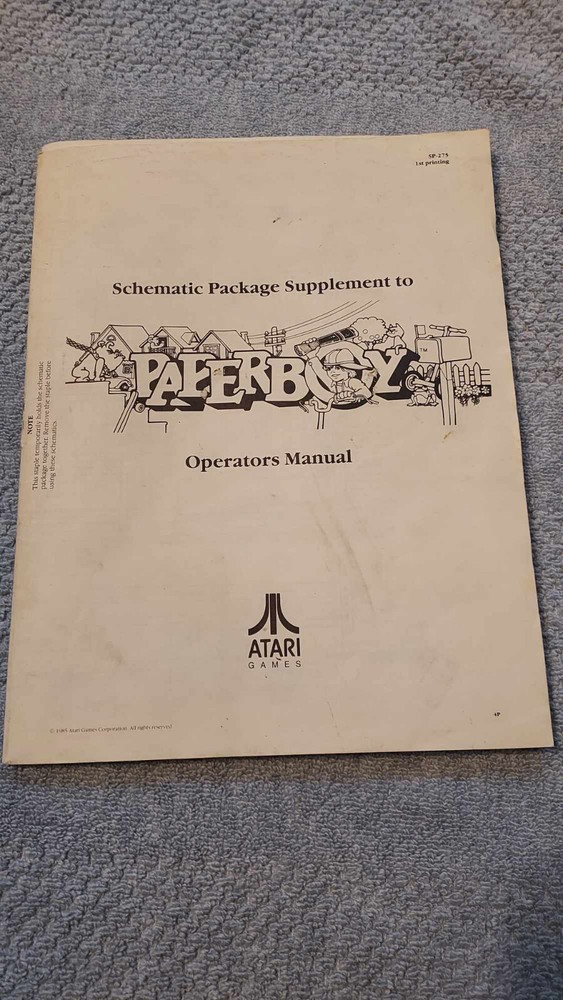 SP-275
1st printing
Schematic Package Supplement to
PAPERBOY
TM
Operators Manual
NOTE
This staple temporarily holds the schematic
package together. Remove the staple before
using these schematics.
ATARI
GAMES
© 1985 Atari Games Corporation. All rights reserved
4P